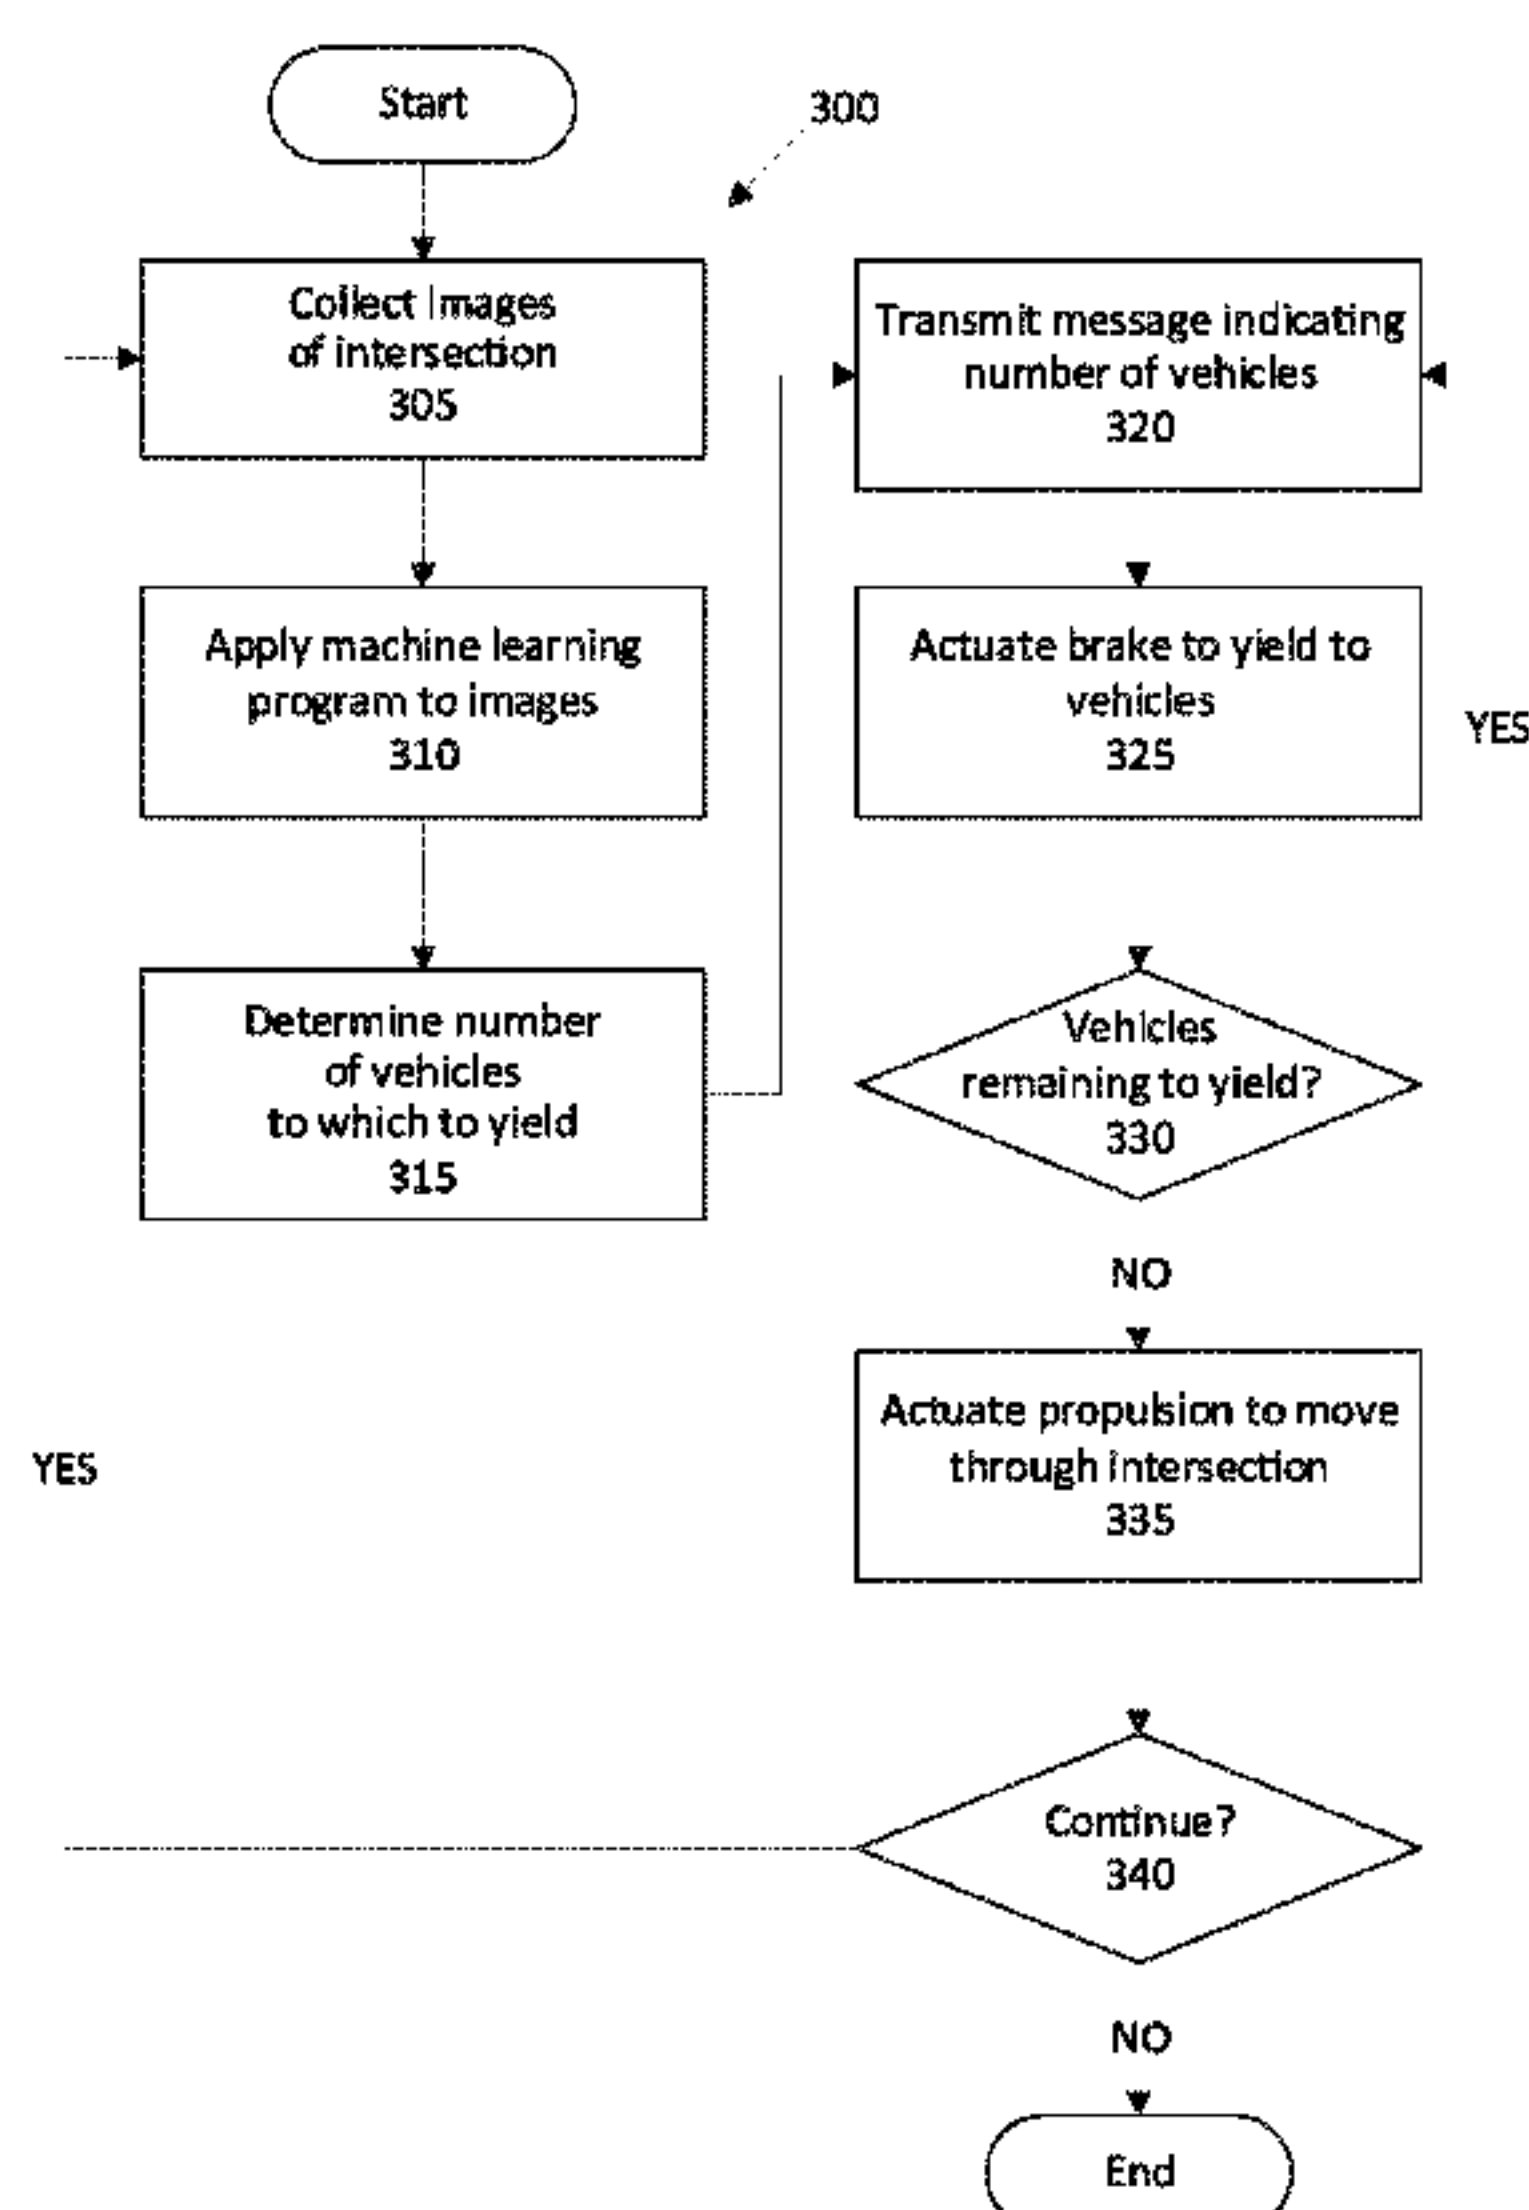 Start
300
Collect Images
of intersection
305
Apply machine learning
program to images
310
Determine number
of vehicles
to which to yield
315
Transmit message indicating
number of vehicles
320
Actuate brake to yield to
vehicles
325
YES
Vehicles
remaining to yield?
330
NO
Actuate propulsion to move
through intersection
335
YES
Continue?
340
NO
End